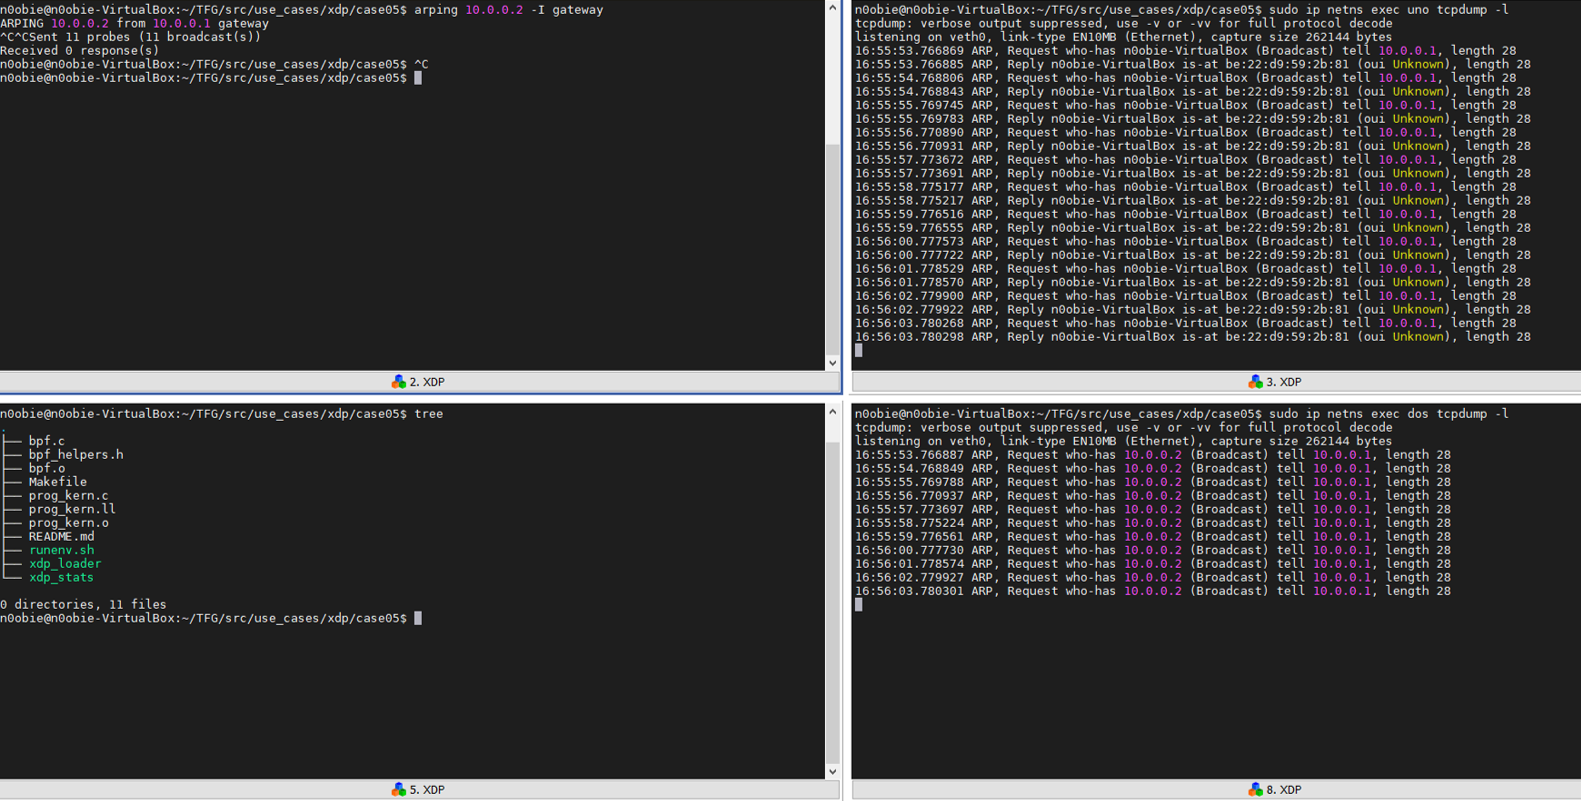 n0obie@n0obie-VirtualBox:~/TFG/src/use_cases/xdp/case05$ arping 10.0.0.2 -I gateway
ARPING 10.0.0.2 from 10.0.0.1 gateway
^C^CSent 11 probes (11 broadcast(s))
Received 0 response(s)
n0obie@n0obie-VirtualBox:~/TFG/src/use_cases/xdp/case05$ ^C
n0obie@n0obie-VirtualBox:~/TFG/src/use_cases/xdp/case05$
2. XDP
n0obie@n0obie-VirtualBox:~/TFG/src/use_cases/xdp/case05$ sudo ip netns exec uno tcpdump -l
tcpdump: verbose output suppressed, use -v or -vv for full protocol decode
listening on veth0, link-type EN10MB (Ethernet), capture size 262144 bytes
16:55:53.766869 ARP, Request who-has n0obie-VirtualBox (Broadcast) tell 10.0.0.1, length 28
16:55:53.766885 ARP, Reply n0obie-VirtualBox is-at be:22:d9:59:2b:81 (oui Unknown), length 28
16:55:54.768806 ARP, Request who-has n0obie-VirtualBox (Broadcast) tell 10.0.0.1, length 28
16:55:54.768843 ARP, Reply n0obie-VirtualBox is-at be:22:d9:59:2b:81 (oui Unknown), length 28
16:55:55.769745 ARP, Request who-has n0obie-VirtualBox (Broadcast) tell 10.0.0.1, length 28
16:55:55.769783 ARP, Reply n0obie-VirtualBox is-at be:22:d9:59:2b:81 (oui Unknown), length 28
16:55:56.770890 ARP, Request who-has n0obie-VirtualBox (Broadcast) tell 10.0.0.1, length 28
16:55:56.770931 ARP, Reply n0obie-VirtualBox is-at be:22:d9:59:2b:81 (oui Unknown), length 28
16:55:57.773672 ARP, Request who-has n0obie-VirtualBox (Broadcast) tell 10.0.0.1, length 28
16:55:57.773691 ARP, Reply n0obie-VirtualBox is-at be:22:d9:59:2b:81 (oui Unknown), length 28
16:55:58.775177 ARP, Request who-has n0obie-VirtualBox (Broadcast) tell 10.0.0.1, length 28
16:55:58.775217 ARP, Reply n0obie-VirtualBox is-at be:22:d9:59:2b:81 (oui Unknown), length 28
16:55:59.776516 ARP, Request who-has n0obie-VirtualBox (Broadcast) tell 10.0.0.1, length 28
16:55:59.776555 ARP, Reply n0obie-VirtualBox is-at be:22:d9:59:2b:81 (oui Unknown), length 28
16:56:00.777573 ARP, Request who-has n0obie-VirtualBox (Broadcast) tell 10.0.0.1, length 28
16:56:00.777722 ARP, Reply n0obie-VirtualBox is-at be:22:d9:59:2b:81 (oui Unknown), length 28
16:56:01.778529 ARP, Request who-has n0obie-VirtualBox (Broadcast) tell 10.0.0.1, length 28
16:56:01.778570 ARP, Reply n0obie-VirtualBox is-at be:22:d9:59:2b:81 (oui Unknown), length 28
16:56:02.779900 ARP, Request who-has n0obie-VirtualBox (Broadcast) tell 10.0.0.1, length 28
16:56:02.779922 ARP, Reply n0obie-VirtualBox is-at be:22:d9:59:2b:81 (oui Unknown), length 28
16:56:03.780268 ARP, Request who-has n0obie-VirtualBox (Broadcast) tell 10.0.0.1, length 28
16:56:03.780298 ARP, Reply n0obie-VirtualBox is-at be:22:d9:59:2b:81 (oui Unknown), length 28
3. XDP
n0obie@n0obie-VirtualBox:~/TFG/src/use_cases/xdp/case05$ tree
.
├── bpf.c
├── bpf_helpers.h
├── bpf.o
├── Makefile
├── prog_kern.c
├── prog_kern.ll
├── prog_kern.o
├── README.md
├── runenv.sh
├── xdp_loader
└── xdp_stats
0 directories, 11 files
n0obie@n0obie-VirtualBox:~/TFG/src/use_cases/xdp/case05$
5. XDP
n0obie@n0obie-VirtualBox:~/TFG/src/use_cases/xdp/case05$ sudo ip netns exec dos tcpdump -l
tcpdump: verbose output suppressed, use -v or -vv for full protocol decode
listening on veth0, link-type EN10MB (Ethernet), capture size 262144 bytes
16:55:53.766887 ARP, Request who-has 10.0.0.2 (Broadcast) tell 10.0.0.1, length 28
16:55:54.768849 ARP, Request who-has 10.0.0.2 (Broadcast) tell 10.0.0.1, length 28
16:55:55.769788 ARP, Request who-has 10.0.0.2 (Broadcast) tell 10.0.0.1, length 28
16:55:56.770937 ARP, Request who-has 10.0.0.2 (Broadcast) tell 10.0.0.1, length 28
16:55:57.773697 ARP, Request who-has 10.0.0.2 (Broadcast) tell 10.0.0.1, length 28
16:55:58.775224 ARP, Request who-has 10.0.0.2 (Broadcast) tell 10.0.0.1, length 28
16:55:59.776561 ARP, Request who-has 10.0.0.2 (Broadcast) tell 10.0.0.1, length 28
16:56:00.777730 ARP, Request who-has 10.0.0.2 (Broadcast) tell 10.0.0.1, length 28
16:56:01.778574 ARP, Request who-has 10.0.0.2 (Broadcast) tell 10.0.0.1, length 28
16:56:02.779927 ARP, Request who-has 10.0.0.2 (Broadcast) tell 10.0.0.1, length 28
16:56:03.780301 ARP, Request who-has 10.0.0.2 (Broadcast) tell 10.0.0.1, length 28
8. XDP